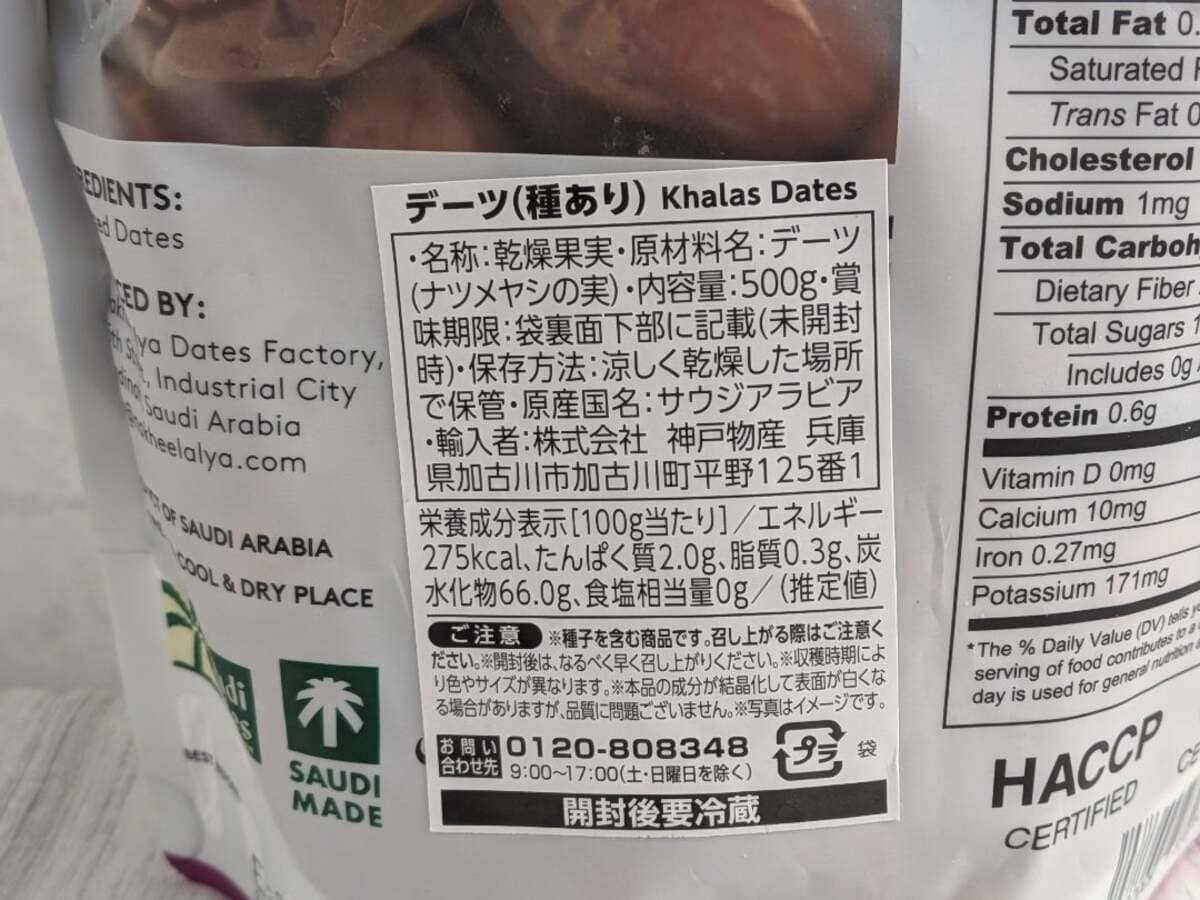 デーツ(種あり) Khalas Dates
・名称:乾燥果実・原材料名:デーツ
(ナツメヤシの実)・内容量:500g・賞
味期限:袋裏面下部に記載(未開封
時)・保存方法:涼しく乾燥した場所
で保管・原産国名:サウジアラビア
・輸入者:株式会社 神戸物産 兵庫
県加古川市加古川町平野125番1
栄養成分表示[100g当たり]/エネルギー
275kcal、たんぱく質2.0g、脂質0.3g、炭
水化物66.0g、食塩相当量0g/(推定値)
ご注意 ※種子を含む商品です。召し上がる際はご注意く
ださい。※開封後は、なるべく早く召し上がりください。※収穫時期によ
り色やサイズが異なります。※本品の成分が結晶化して表面が白くな
る場合がありますが、品質に問題ございません。※写真はイメージです。
お問い
合わせ先
0120-808348
9:00~17:00(土・日曜日を除く)
プラ 袋
開封後要冷蔵
Dates
BY:
Dates Factory,
Industrial City
Saudi Arabia
OF SAUDI ARABIA
COOL & DRY PLACE
SAUDI
MADE
Total Fat
Saturated
Trans Fat
Cholesterol
Sodium 1mg
Total
Dietary Fiber
Total Sugars
Includes 0g
Protein 0.6g
Vitamin D 0mg
Calcium 10mg
Iron 0.27mg
Potassium 171mg
*The % Daily Value (DV) tells
serving of food contributes to a
day is used for general nutrition
HACCP
CERTIFIED